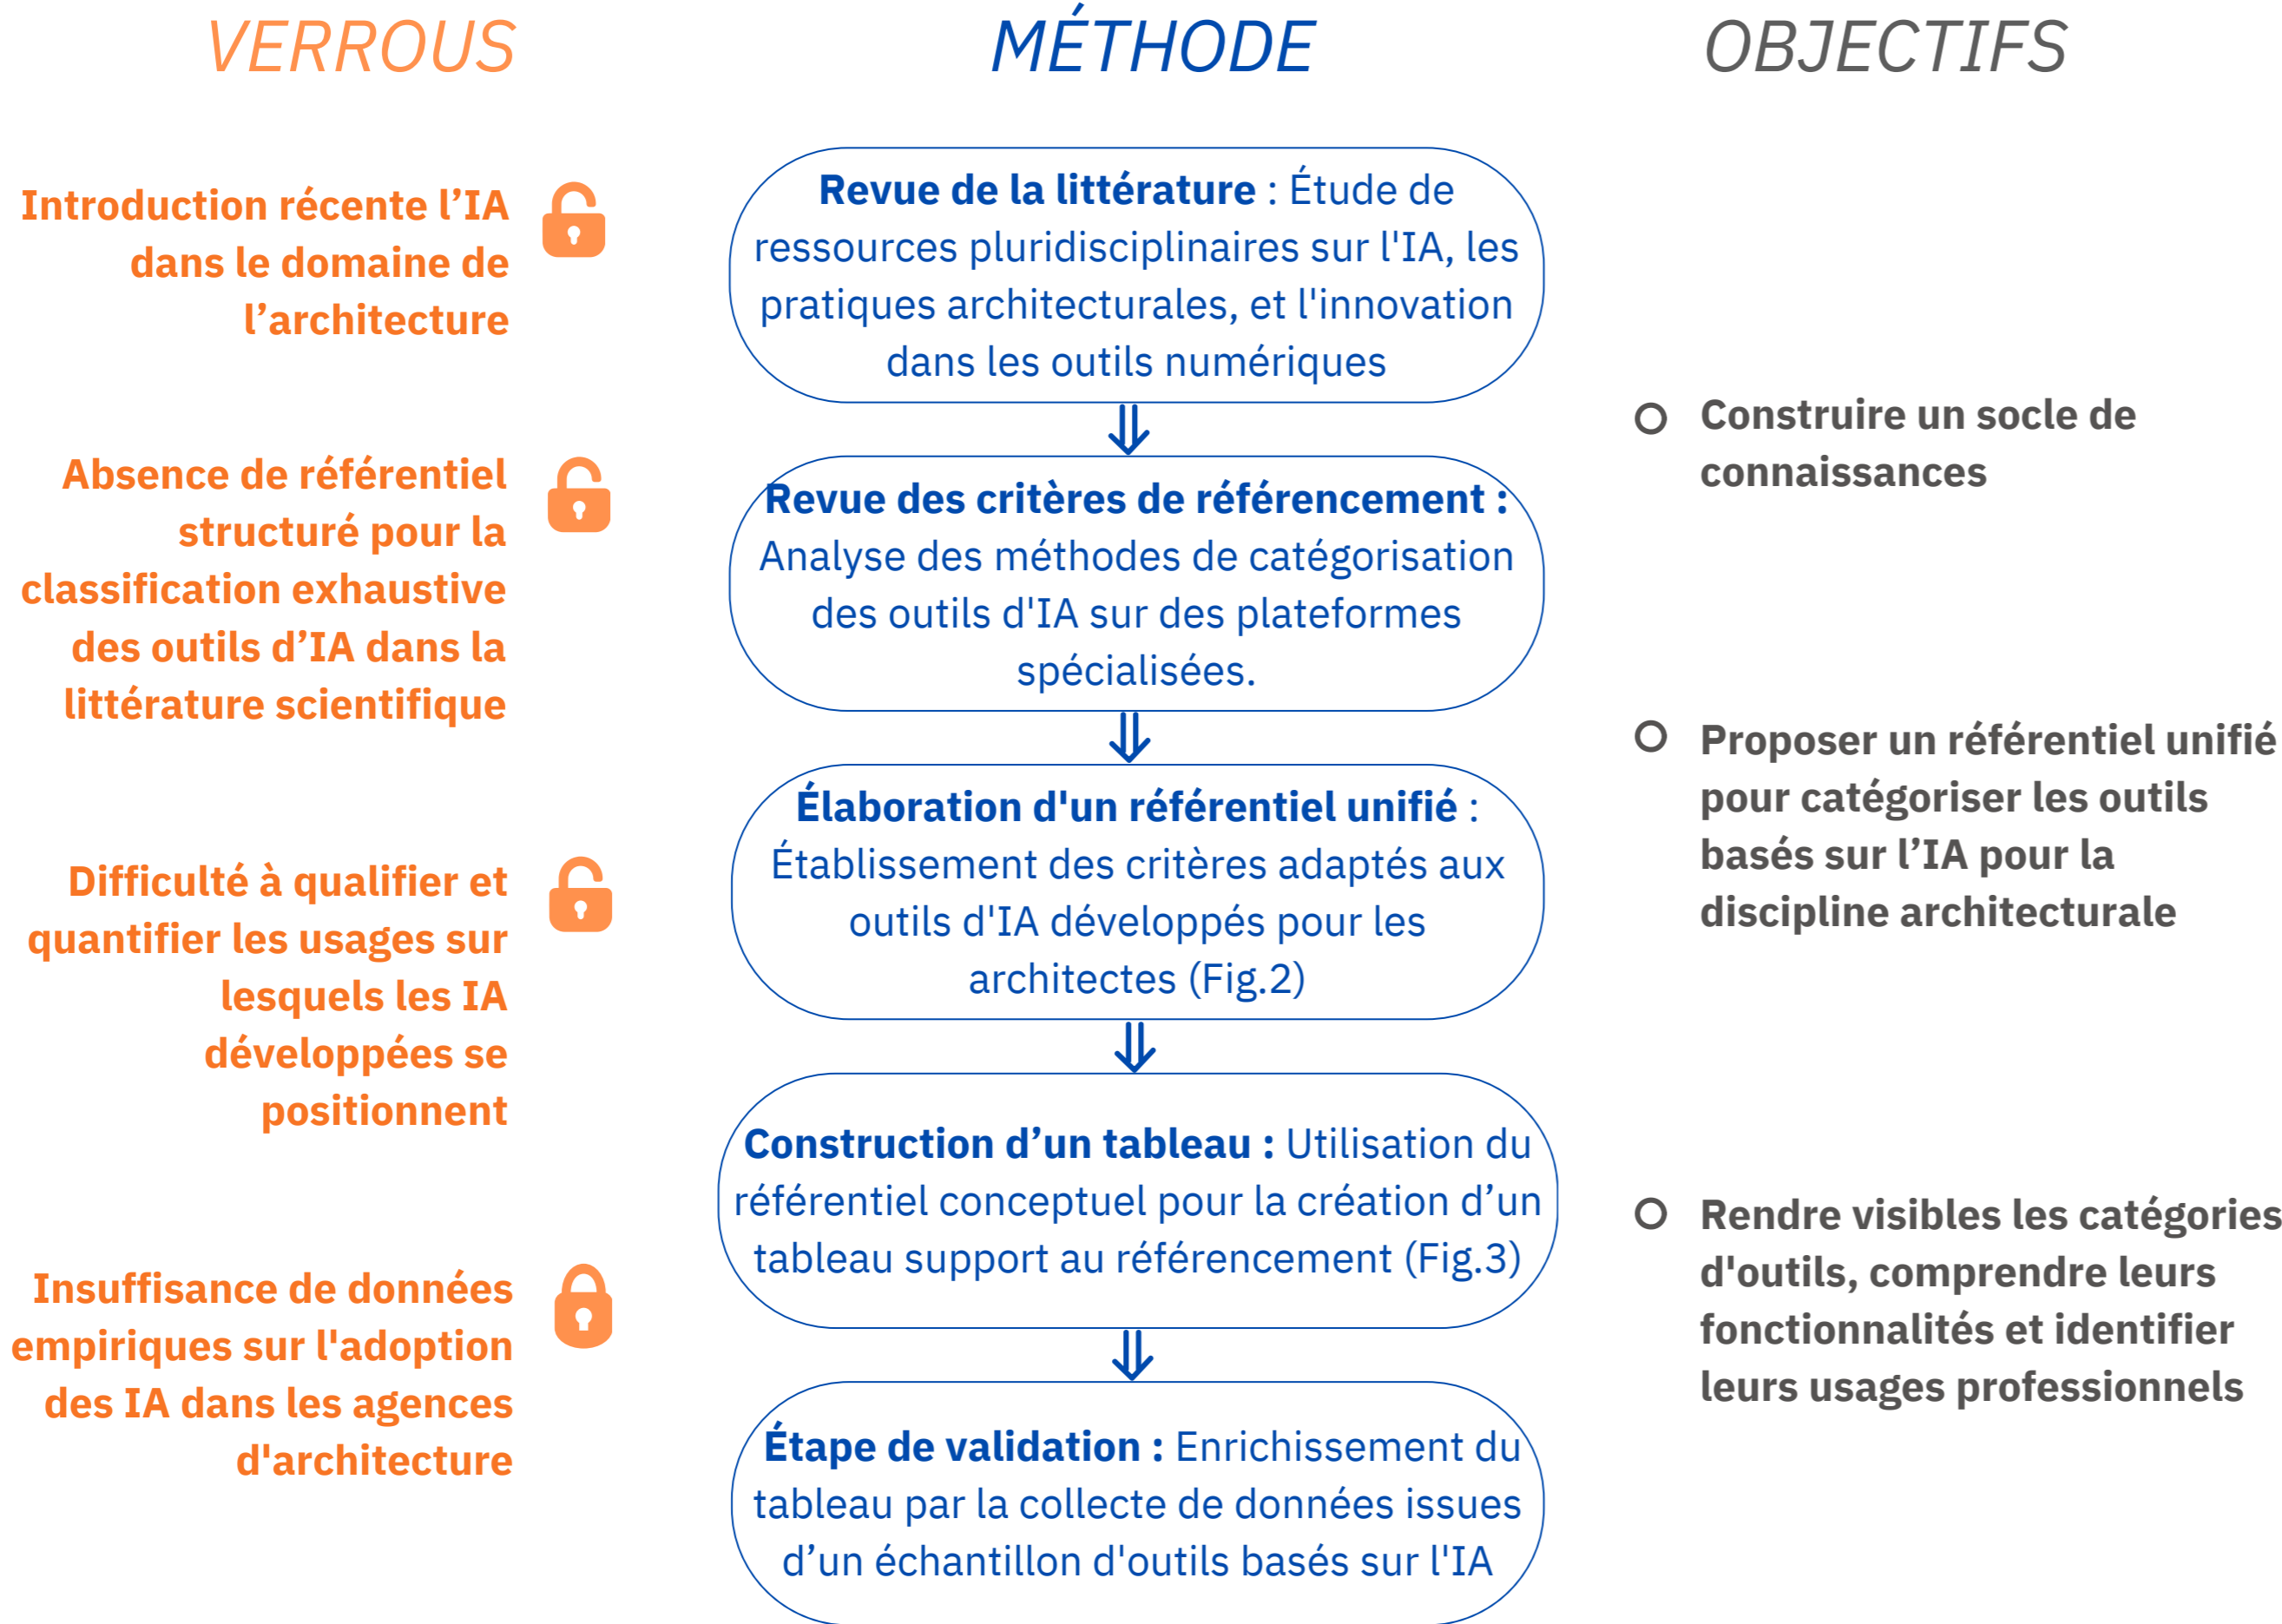 VERROUS
Introduction récente l’IA
dans le domaine de
l’architecture
Absence de référentiel
structuré pour la
classification exhaustive
des outils d’IA dans la
littérature scientifique
Difficulté à qualifier et
quantifier les usages sur
lesquels les IA
développées se
positionnent
Insuffisance de données
empiriques sur l'adoption
des IA dans les agences
d'architecture
MÉTHODE
Revue de la littérature : Étude de
ressources pluridisciplinaires sur l'IA, les
pratiques architecturales, et l'innovation
dans les outils numériques
⇓
Revue des critères de référencement :
Analyse des méthodes de catégorisation
des outils d'IA sur des plateformes
spécialisées.
⇓
Élaboration d'un référentiel unifié :
Établissement des critères adaptés aux
outils d'IA développés pour les
architectes (Fig.2)
⇓
Construction d’un tableau : Utilisation du
référentiel conceptuel pour la création d’un
tableau support au référencement (Fig.3)
⇓
Étape de validation : Enrichissement du
tableau par la collecte de données issues
d’un échantillon d'outils basés sur l'IA
OBJECTIFS
Construire un socle de
connaissances
Proposer un référentiel unifié
pour catégoriser les outils
basés sur l’IA pour la
discipline architecturale
Rendre visibles les catégories
d'outils, comprendre leurs
fonctionnalités et identifier
leurs usages professionnels